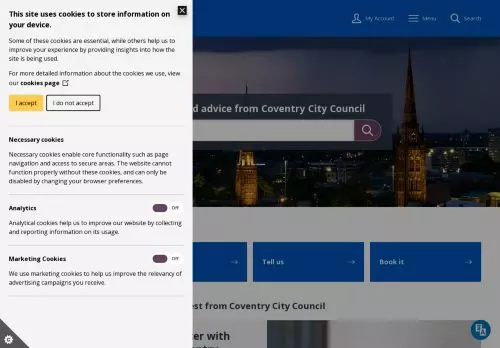 This site uses cookies to store information on
your device.
Some of these cookies are essential, while others help us to
improve your experience by providing insights into how the
site is being used.
For more detailed information about the cookies we use, view
our cookies page
I accept
I do not accept
Necessary cookies
Necessary cookies enable core functionality such as page
navigation and access to secure areas. The website cannot
function properly without these cookies, and can only be
disabled by changing your browser preferences.
Analytics
Off
Analytical cookies help us to improve our website by collecting
and reporting information on its usage.
Marketing Cookies
Off
We use marketing cookies to help us improve the relevancy of
advertising campaigns you receive.
My Account
Menu
Search
d advice from Coventry City Council
Tell us
Book it
est from Coventry City Council
ter with